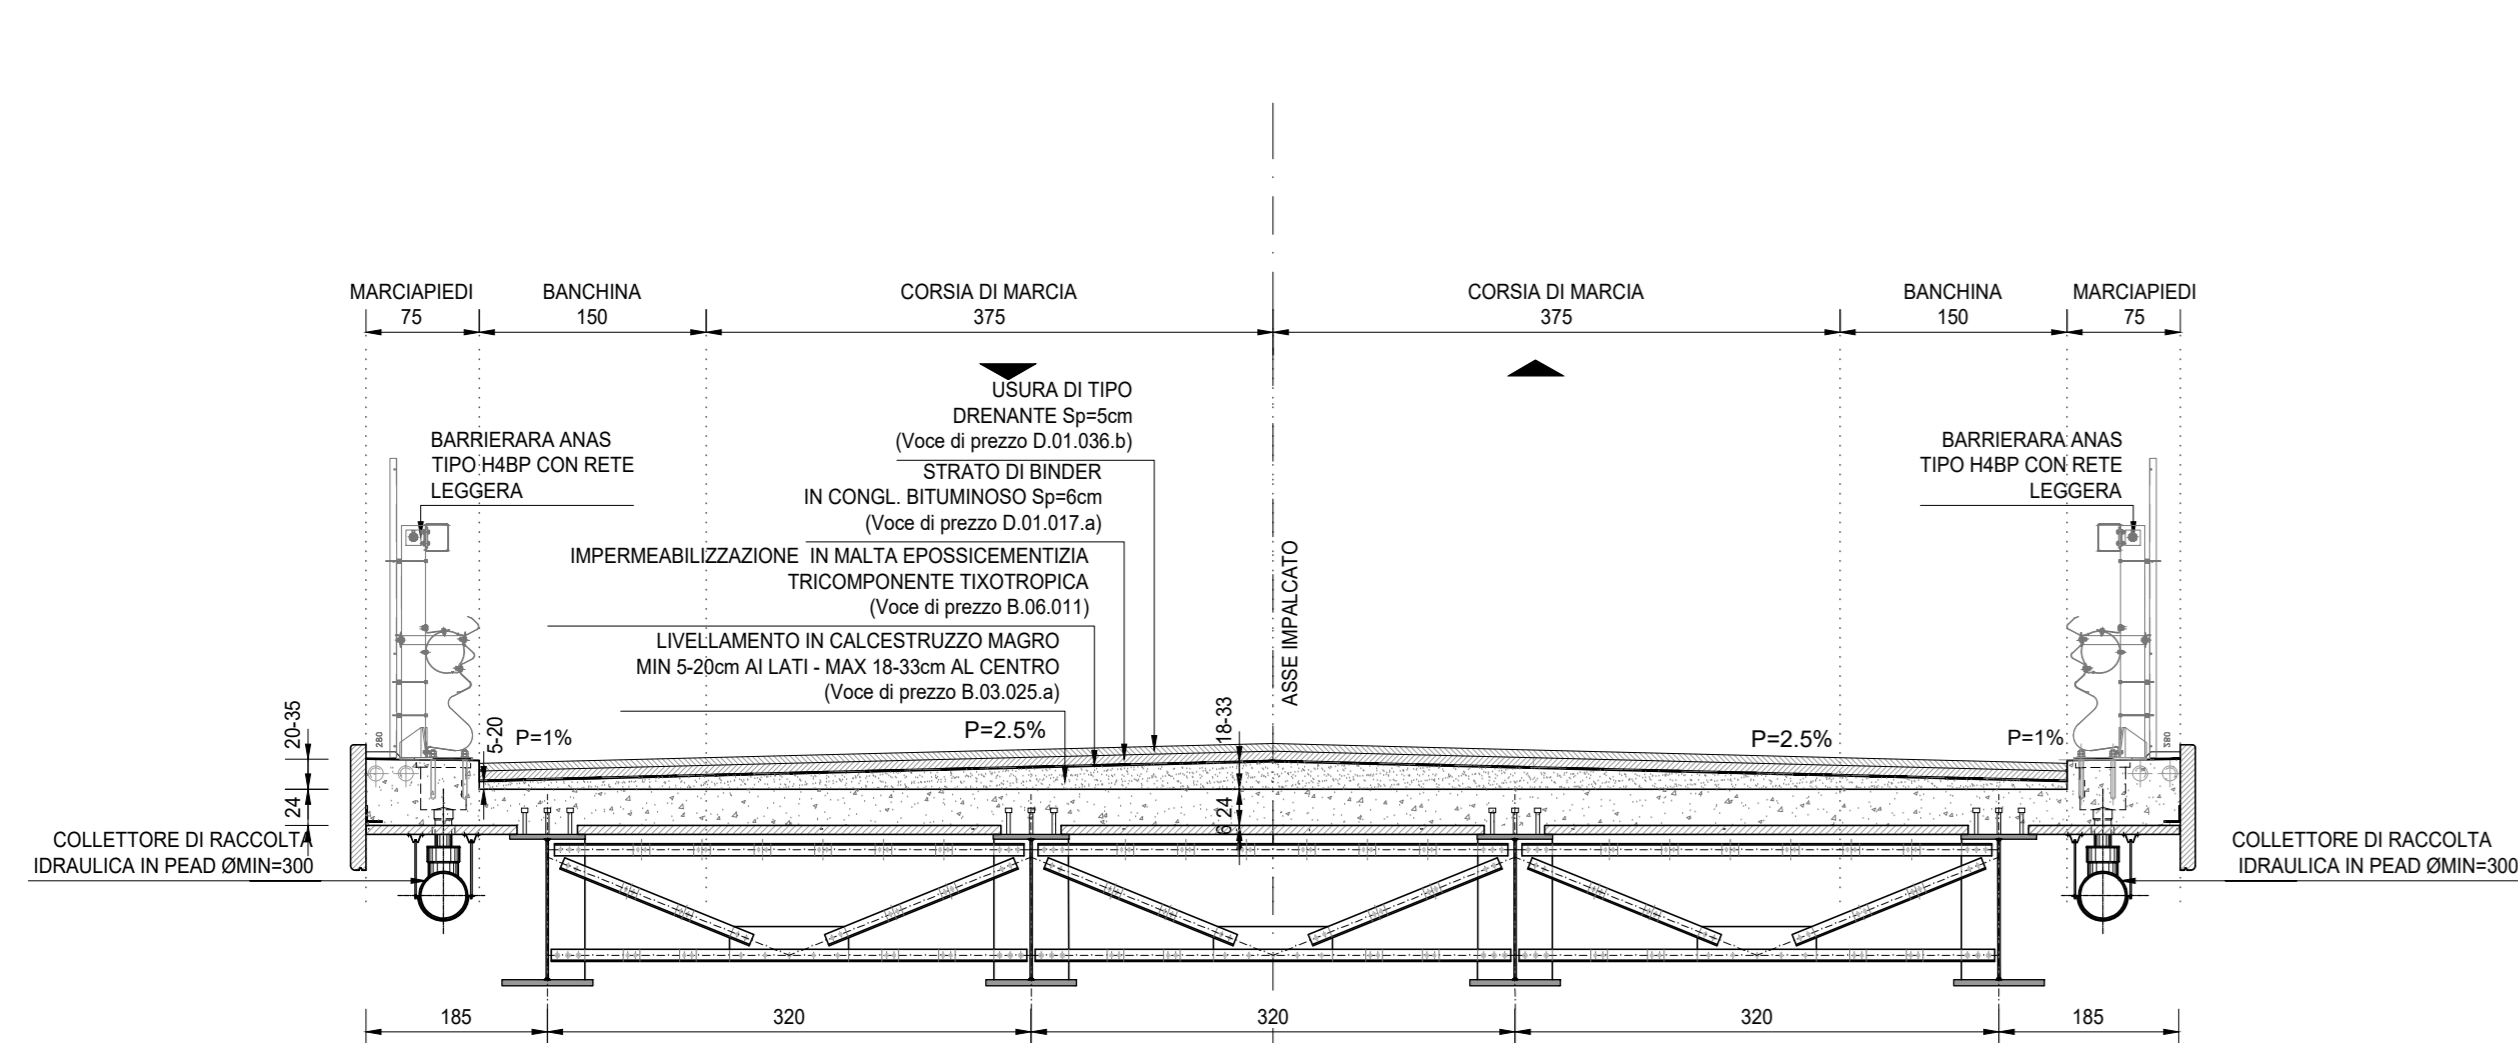 MARCIAPIEDI BANCHINA CORSIA DI MARCIA CORSIA DI MARCIA BANCHINA MARCIAPIEDI
75 150 375 375 150 75
USURA DI TIPO
DRENANTE Sp=5cm
(Voce di prezzo D.01.036.b)
BARRIERARA ANAS
TIPO H4BP CON RETE
LEGGERA
BARRIERARA ANAS
TIPO H4BP CON RETE
LEGGERA
STRATO DI BINDER
IN CONGL. BITUMINOSO Sp=6cm
(Voce di prezzo D.01.017.a)
IMPERMEABILIZZAZIONE IN MALTA EPOSSICEMENTIZIA
TRICOMPONENTE TIXOTROPICA
(Voce di prezzo B.06.011)
LIVELLAMENTO IN CALCESTRUZZO MAGRO
MIN 5-20cm AI LATI - MAX 18-33cm AL CENTRO
(Voce di prezzo B.03.025.a)
ASSE IMPALCATO
20-35
280
5-20
P=1%
P=2.5%
18-33
P=2.5%
P=1%
280
24
24
6
COLLETTORE DI RACCOLTA
IDRAULICA IN PEAD ØMIN=300
COLLETTORE DI RACCOLTA
IDRAULICA IN PEAD ØMIN=300
185 320 320 320 185